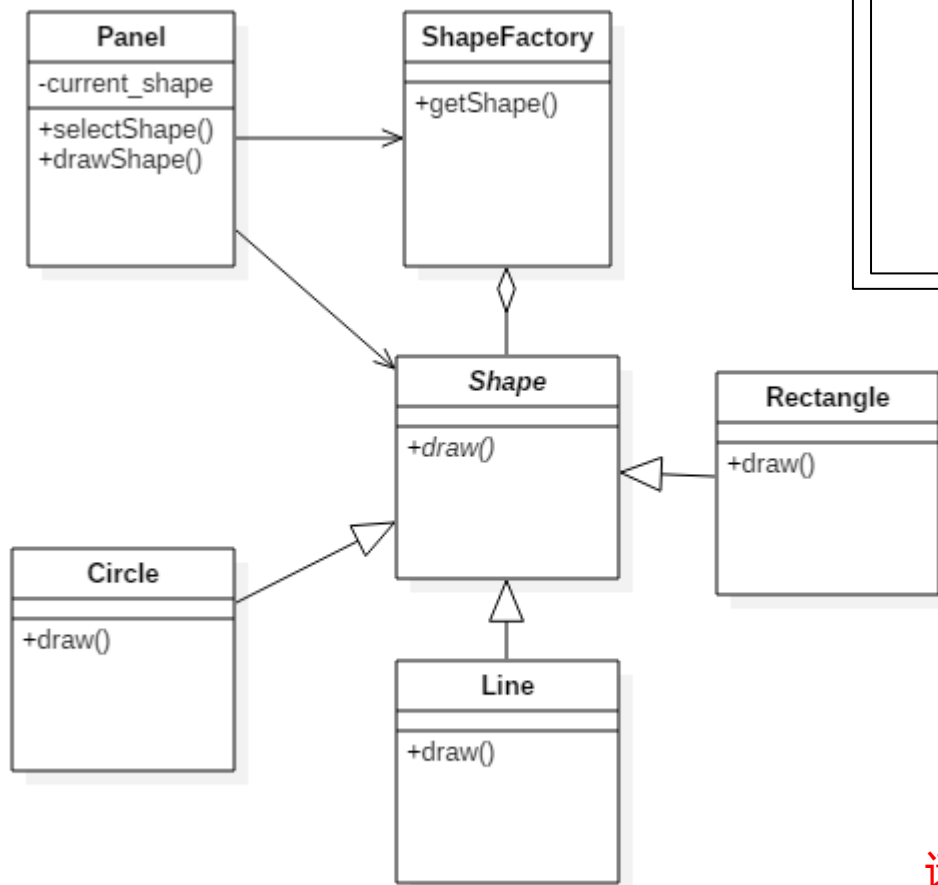 Panel
-current_shape
+selectShape()
+drawShape()
ShapeFactory
+getShape()
Shape
+draw()
Rectangle
+draw()
Circle
+draw()
Line
+draw()